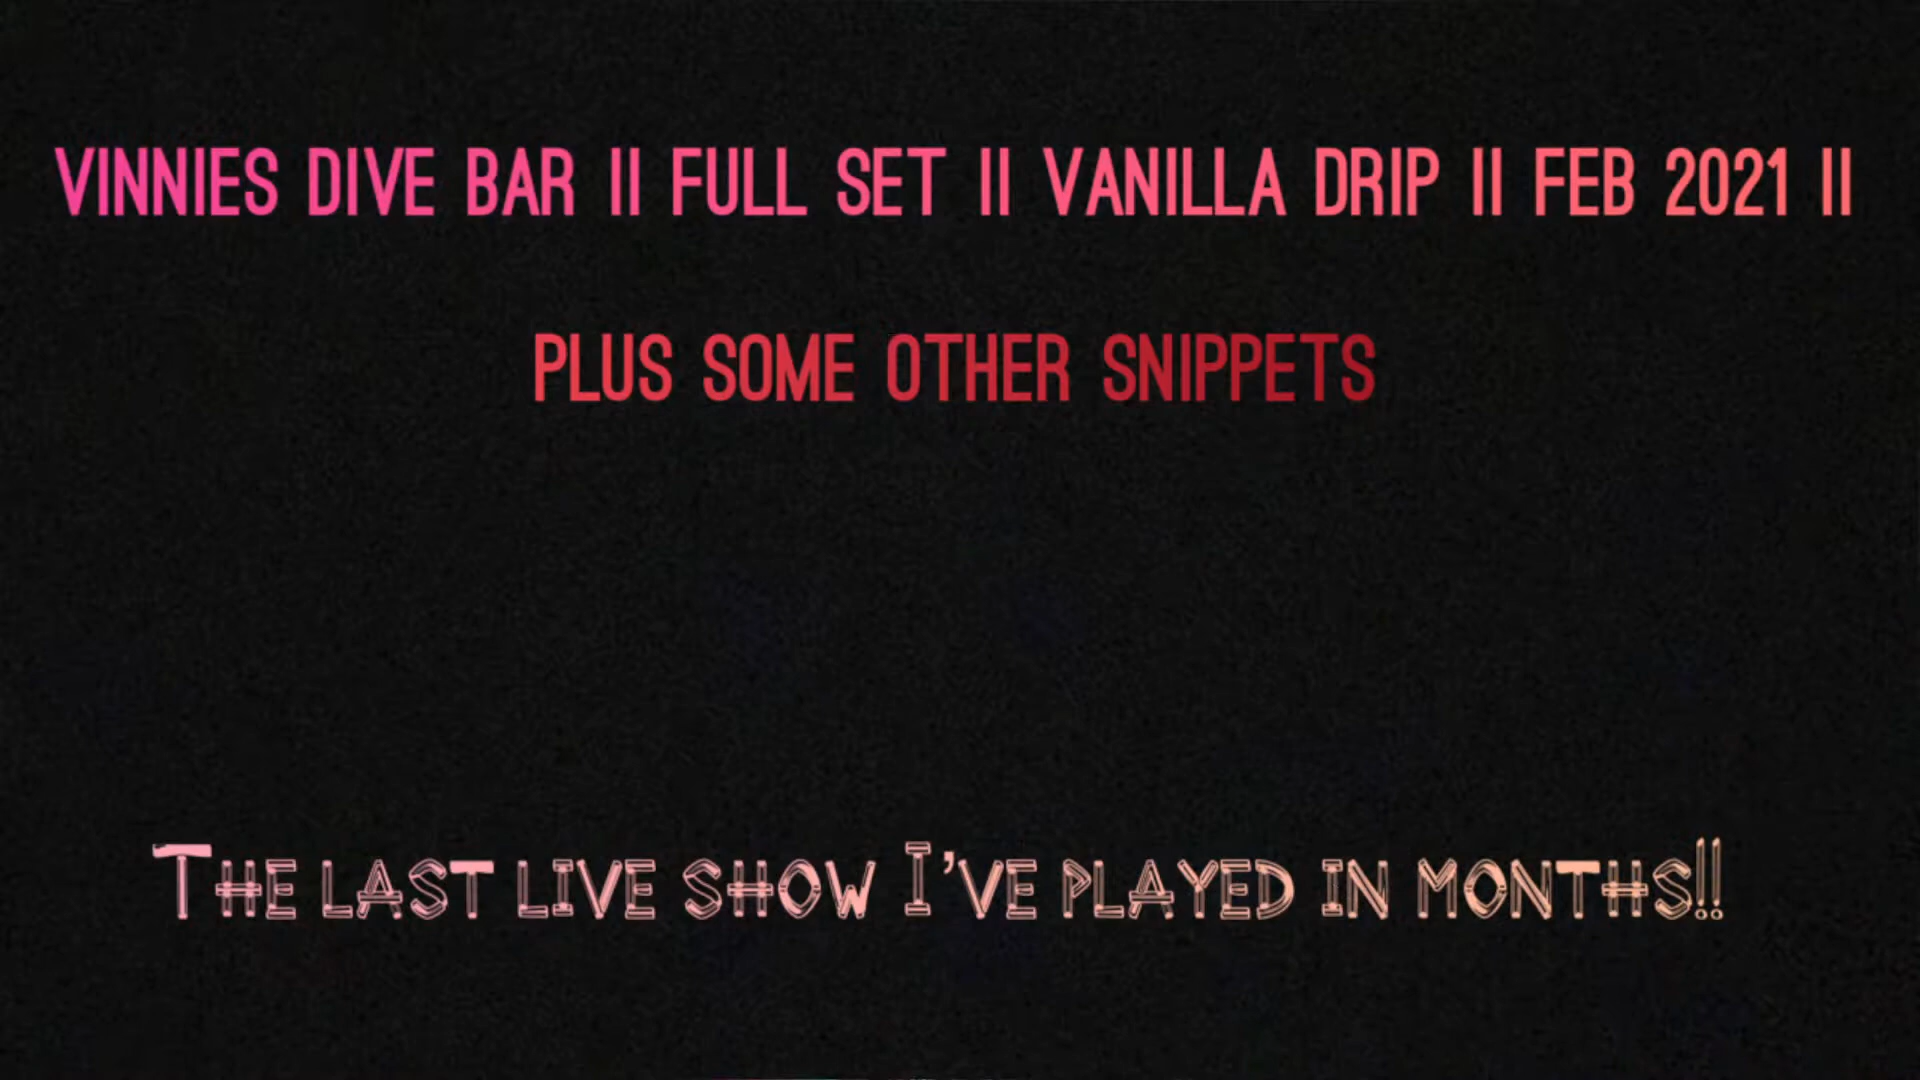 VINNIES DIVE BAR II FULL SET II VANILLA DRIP II FEB 2021 II
PLUS SOME OTHER SNIPPETS
The last live show I've played in months!!